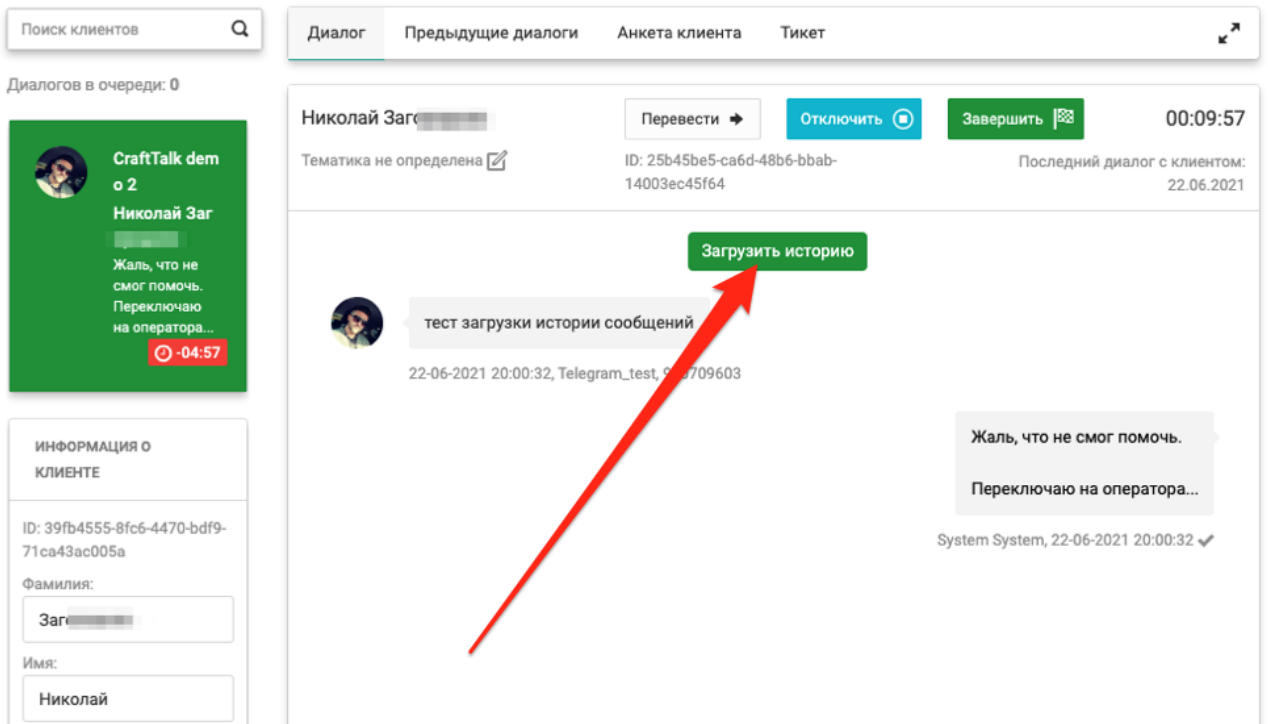 Поиск клиентов
Диалогов в очереди: 0
CraftTalk dem
o 2
Николай Заг
Жаль, что не
смог помочь.
Переключаю
на оператора...
-04:57
ИНФОРМАЦИЯ О
КЛИЕНТЕ
ID: 39fb4555-8fc6-4470-bdf9-
71ca43ac005a
Фамилия:
Заг
Имя:
Николай
Диалог Предыдущие диалоги Анкета клиента Тикет
Николай Заг Перевести Отключить Завершить 00:09:57
Тематика не определена ID: 25b45be5-ca6d-48b6-bbab- Последний диалог с клиентом:
14003ec45f64 22.06.2021
Загрузить историю
тест загрузки истории сообщений
22-06-2021 20:00:32, Telegram_test,
Жаль, что не смог помочь.
Переключаю на оператора...
System System, 22-06-2021 20:00:32